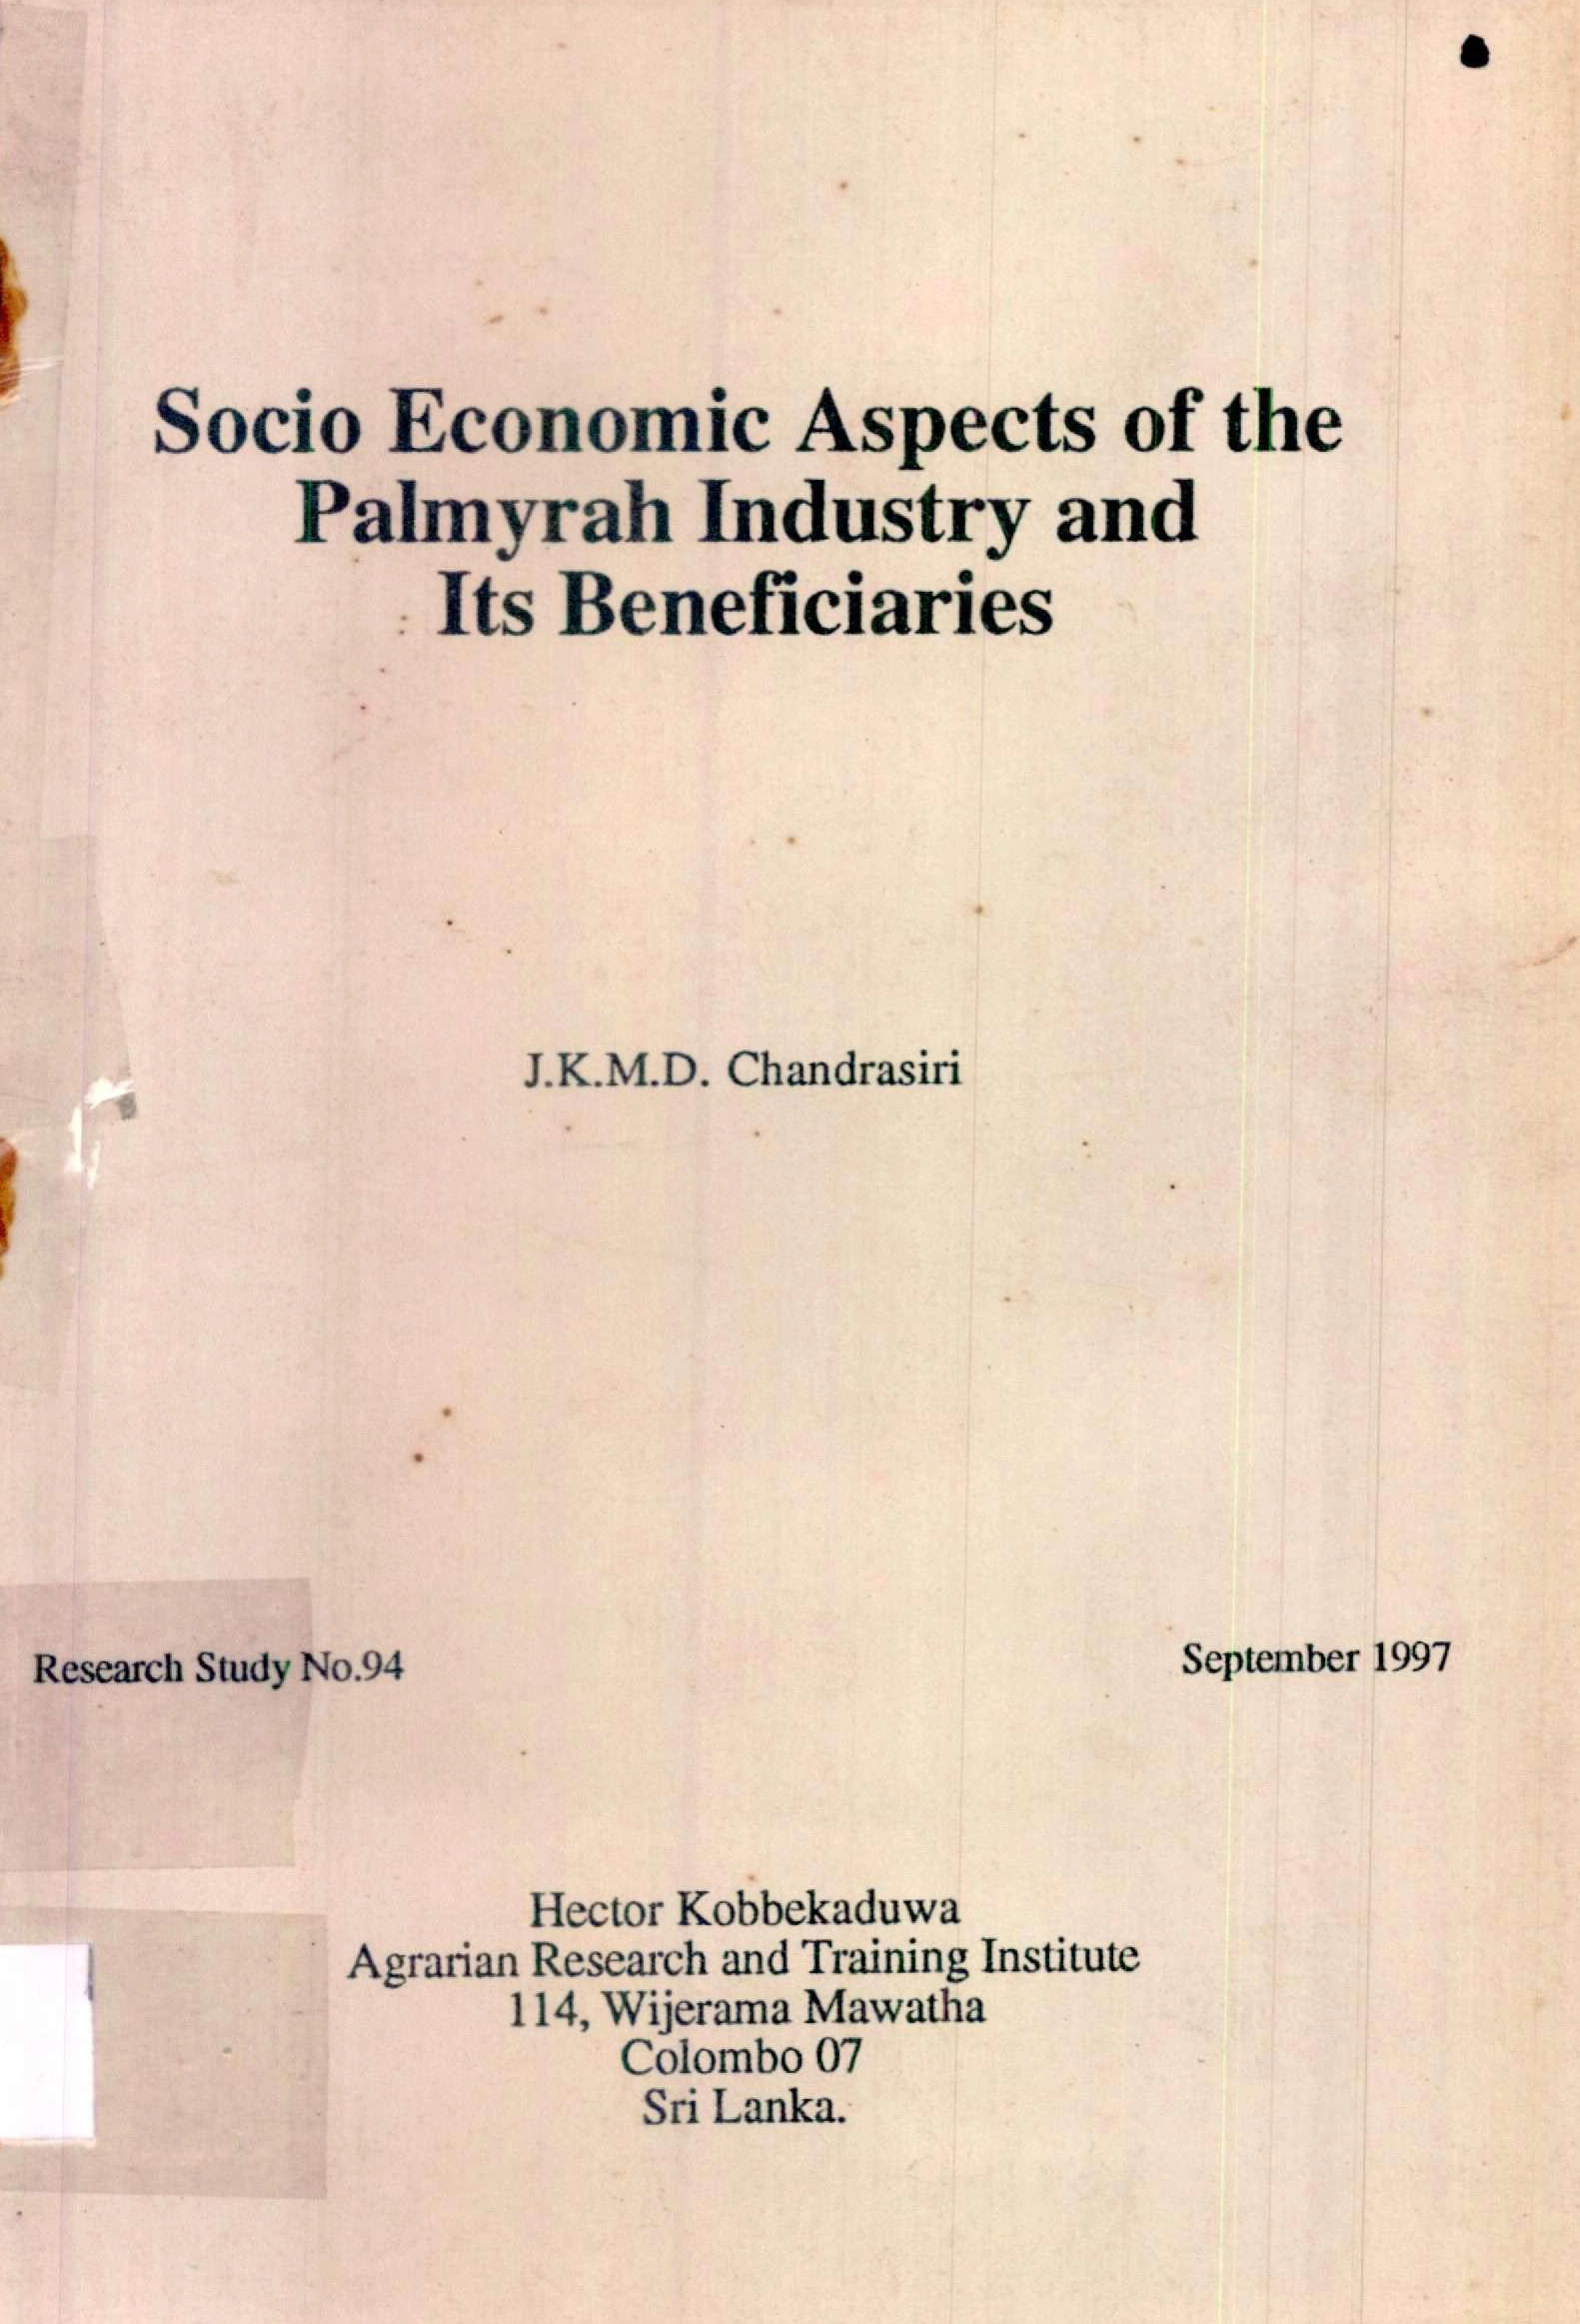 Socio Economic Aspects of the
Palmyrah Industry and
Its Beneficiaries
J.K.M.D. Chandrasiri
Research Study No.94
September 1997
Hector Kobbekaduwa
Agrarian Research and Training Institute
114, Wijerama Mawatha
Colombo 07
Sri Lanka.